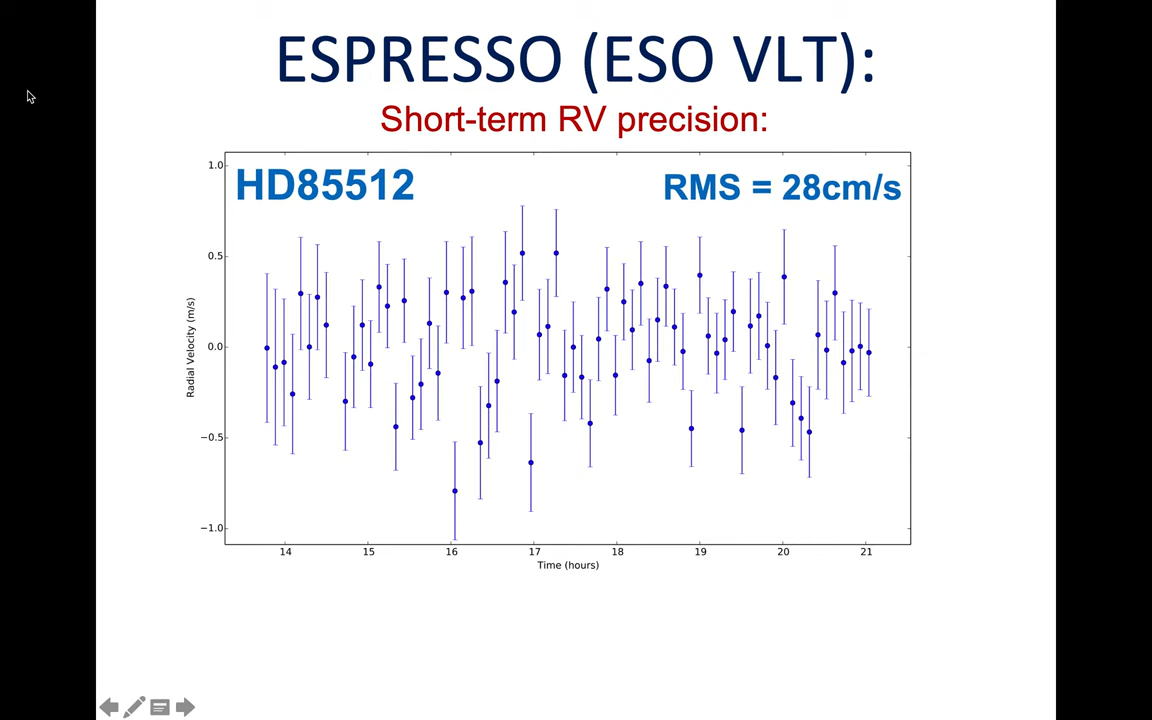 ESPRESSO (ESO VLT):
Short-term RV precision:
HD85512
RMS = 28cm/s
1.0
0.5
0.0
−0.5
−1.0
Radial Velocity (m/s)
14 15 16 17 18 19 20 21
Time (hours)